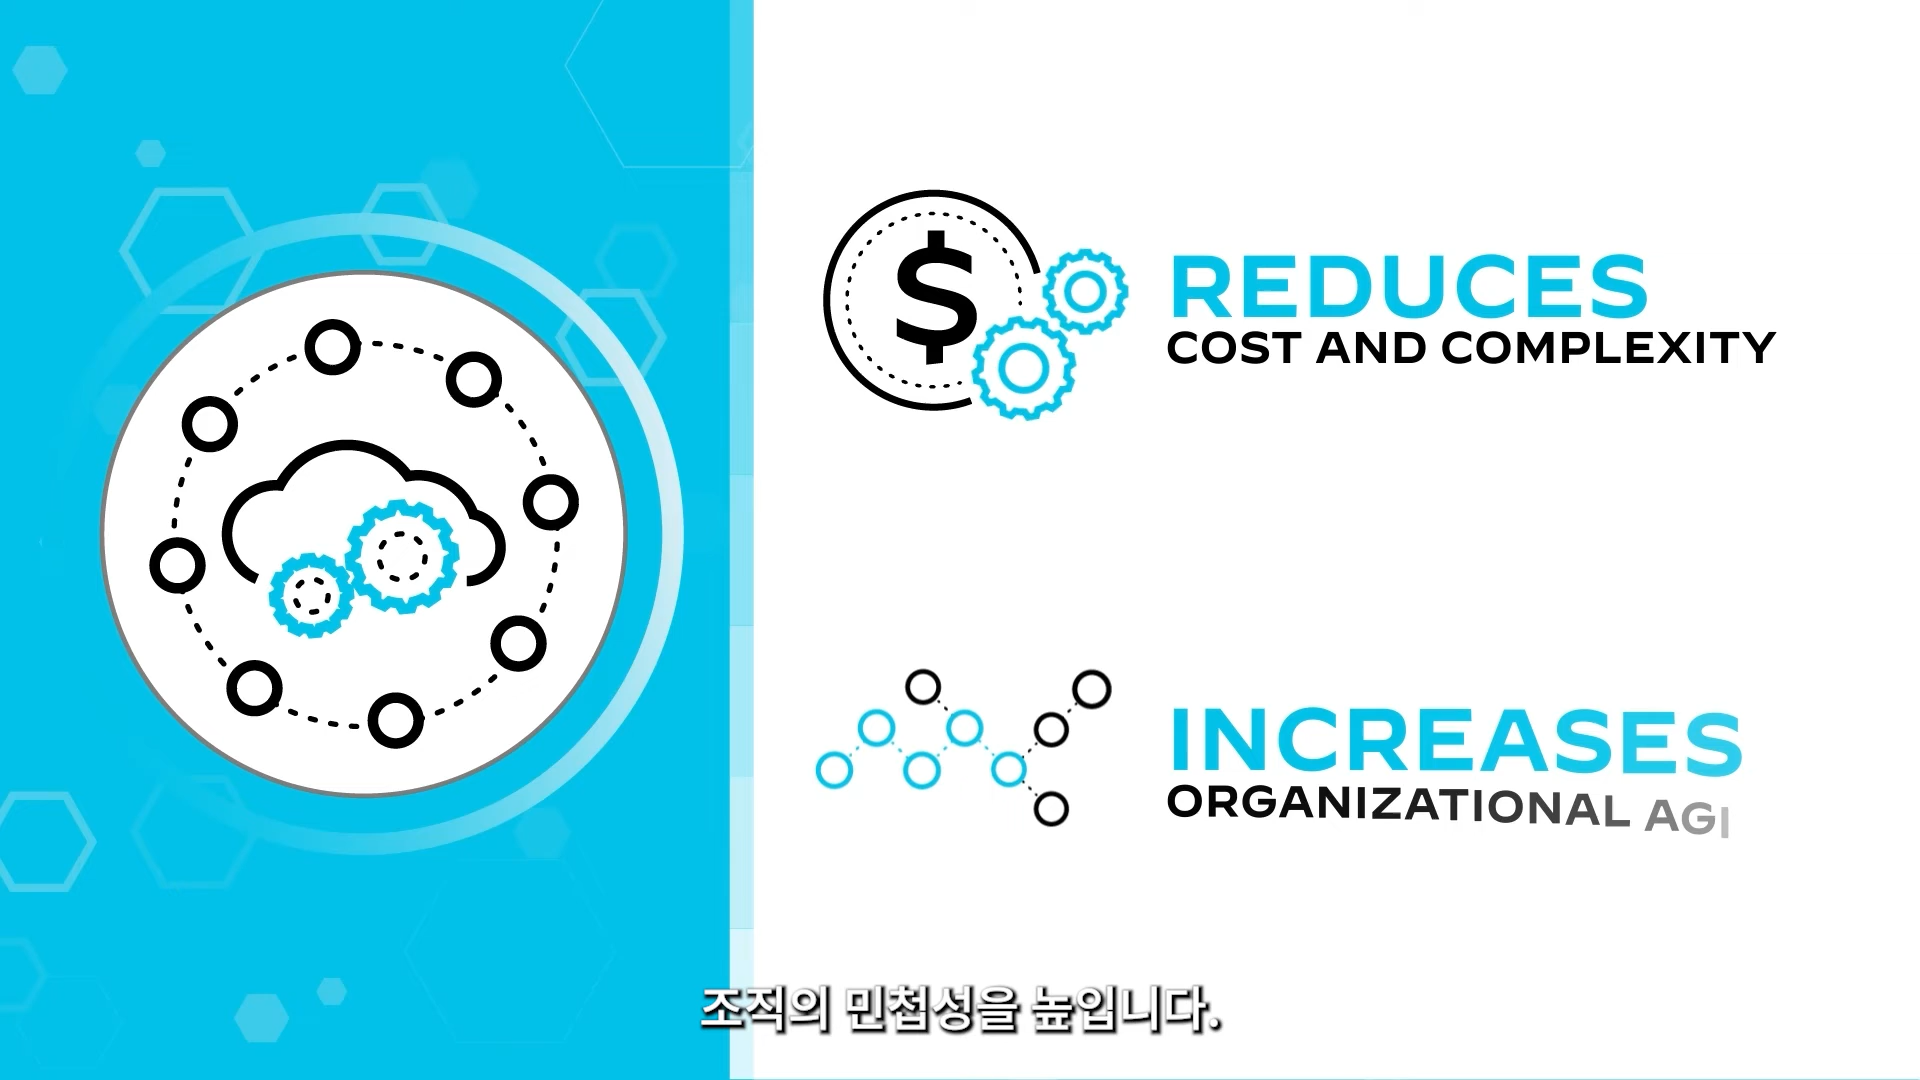 $
REDUCES
COST AND COMPLEXITY
INCREASES
ORGANIZATIONAL AGI
조직의 민첩성을 높입니다.